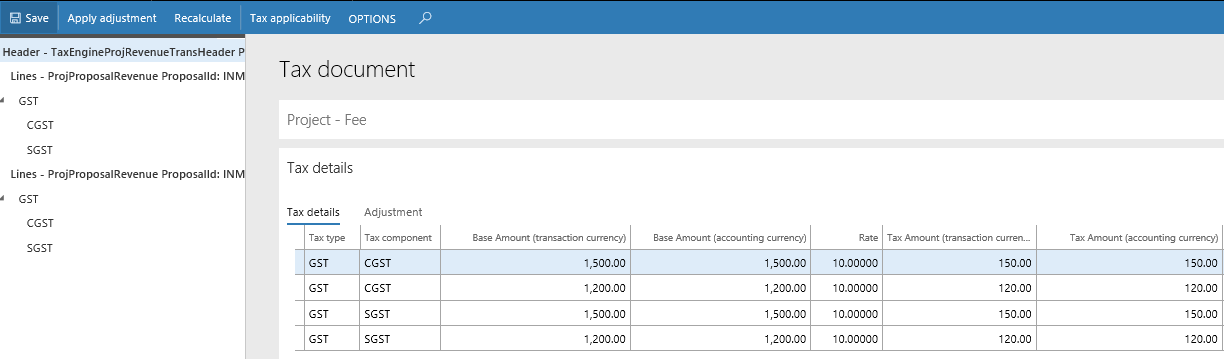 Save Apply adjustment Recalculate Tax applicability OPTIONS
Header - TaxEngineProjRevenueTransHeader P
Lines - ProjProposalRevenue ProposalId: INM
GST
CGST
SGST
Lines - ProjProposalRevenue ProposalId: INM
GST
CGST
SGST
Tax document
Project - Fee
Tax details
Tax details Adjustment
Tax type Tax component Base Amount (transaction currency) Base Amount (accounting currency) Rate Tax Amount (transaction curren... Tax Amount (accounting currency)
GST CGST 1,500.00 1,500.00 10.00000 150.00 150.00
GST CGST 1,200.00 1,200.00 10.00000 120.00 120.00
GST SGST 1,500.00 1,500.00 10.00000 150.00 150.00
GST SGST 1,200.00 1,200.00 10.00000 120.00 120.00